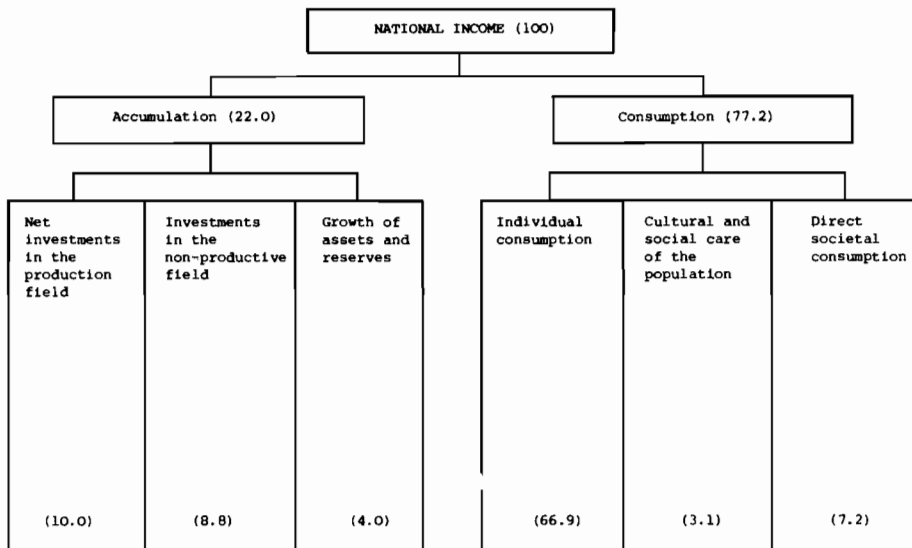 NATIONAL INCOME (100)
Accumulation (22.0)
Consumption (77.2)
Net
investments
in the
production
field
Investments
in the
non-productive
field
Growth of
assets and
reserves
Individual
consumption
Cultural and
social care
of the
population
Direct
societal
consumption
(10.0)
(8.8)
(4.0)
(66.9)
(3.1)
(7.2)